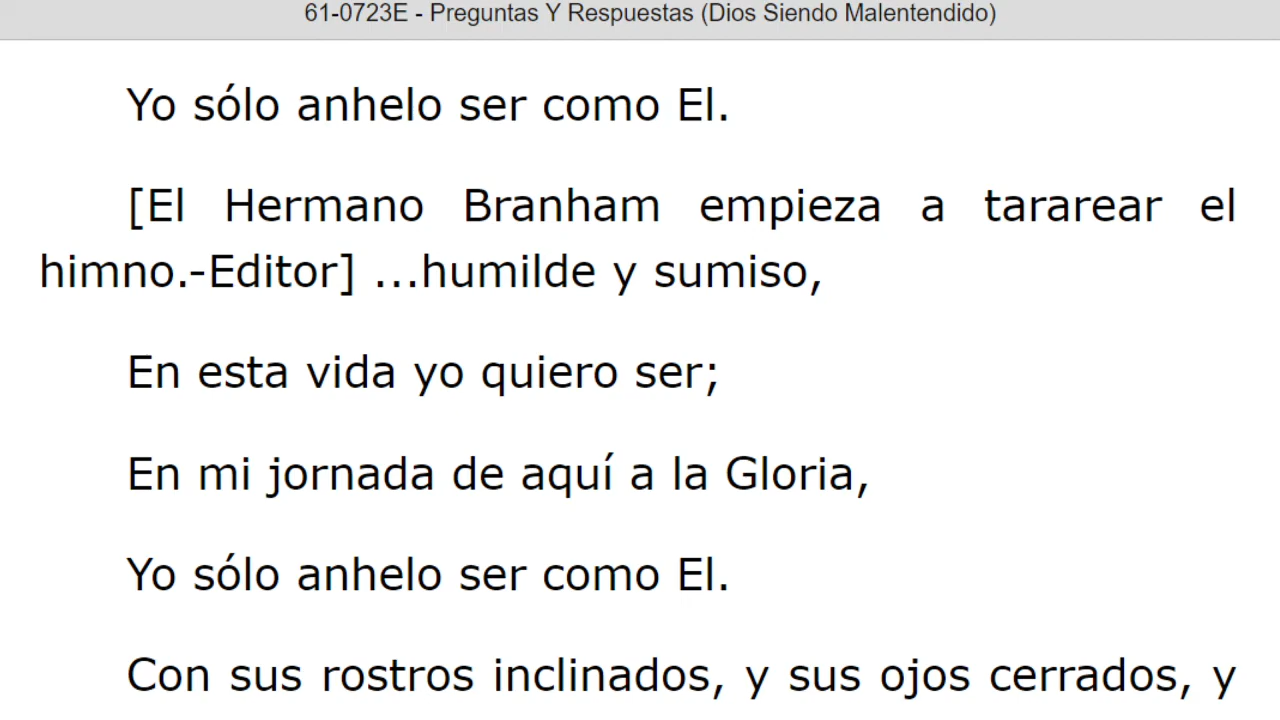 61-0723E - Preguntas Y Respuestas (Dios Siendo Malentendido)
Yo sólo anhelo ser como El.
[El Hermano Branham empieza a tararear el
himno.-Editor] ...humilde y sumiso,
En esta vida yo quiero ser;
En mi jornada de aquí a la Gloria,
Yo sólo anhelo ser como El.
Con sus rostros inclinados, y sus ojos cerrados, y